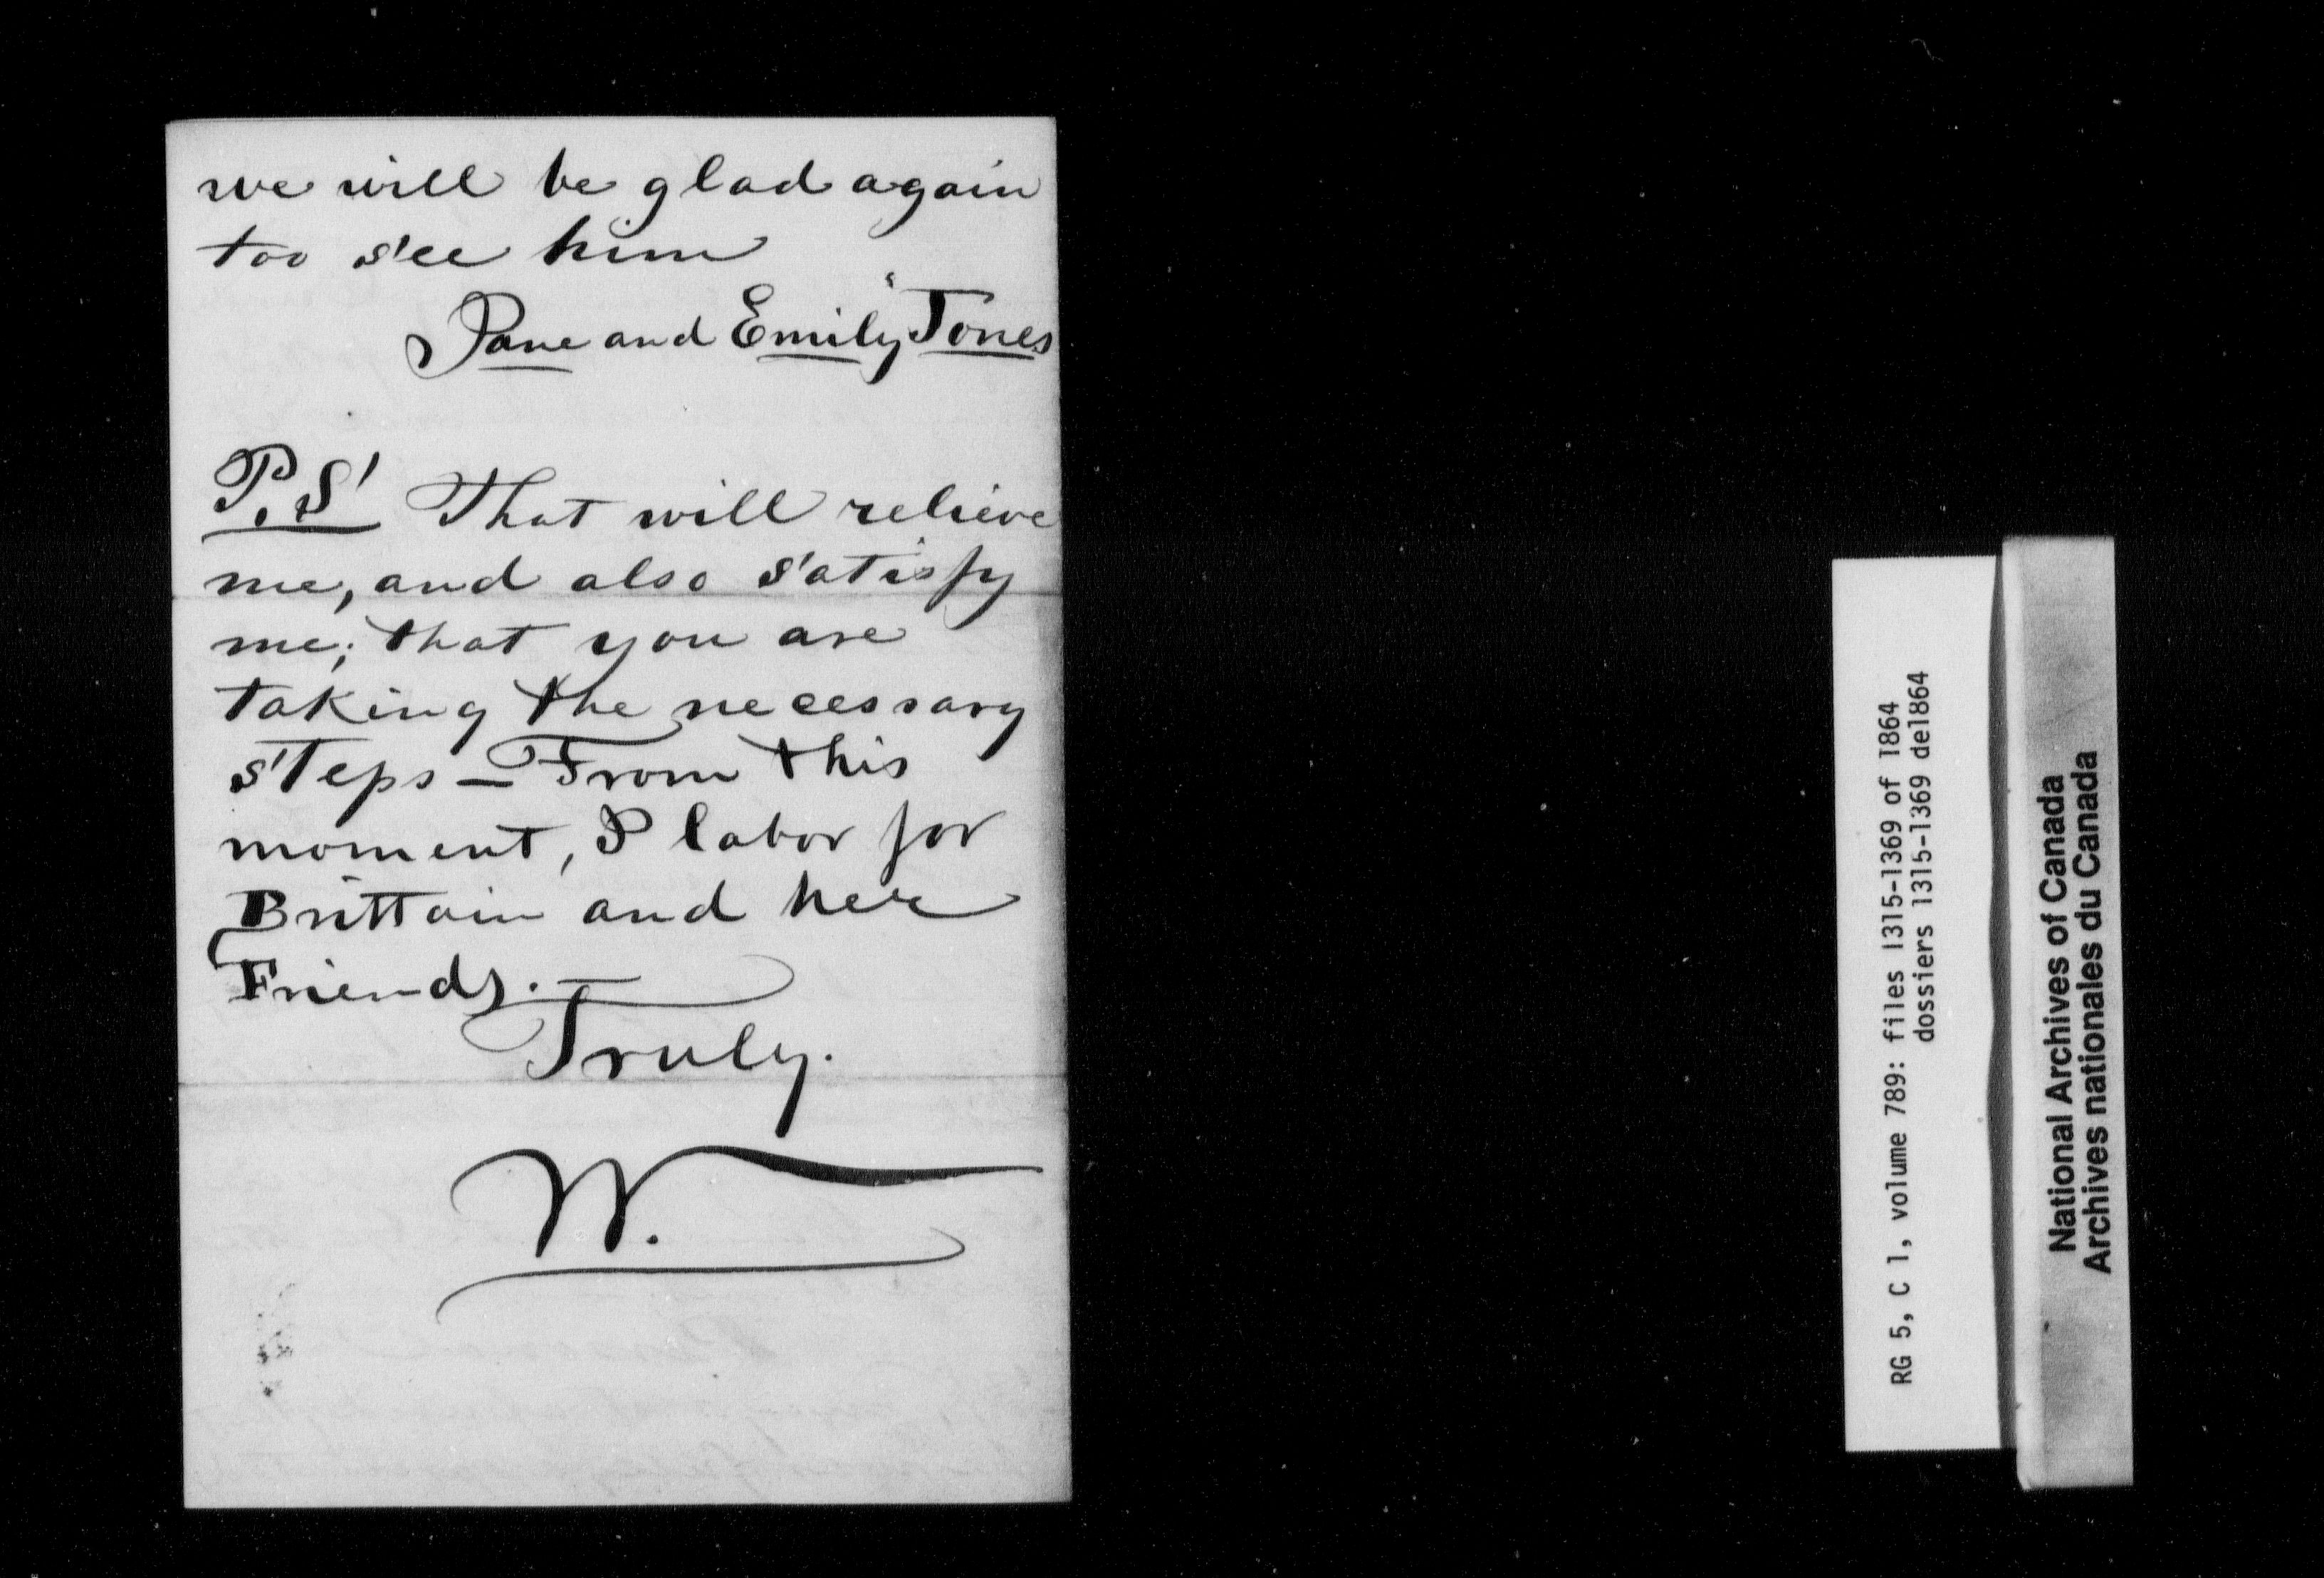 we will be glad again
too see him
Jane and Emily "Jones
P.S. That will relieve
me, and also satisfy
me; that you are
taking the necessary
steps — From this
moment, I labor for
Brittain and her
Friends. —
Truly.
W.
RG 5, C 1, volume 789: files 1315-1369 of 1864
dossiers 1315-1369 de1864
National Archives of Canada
Archives nationales du Canada